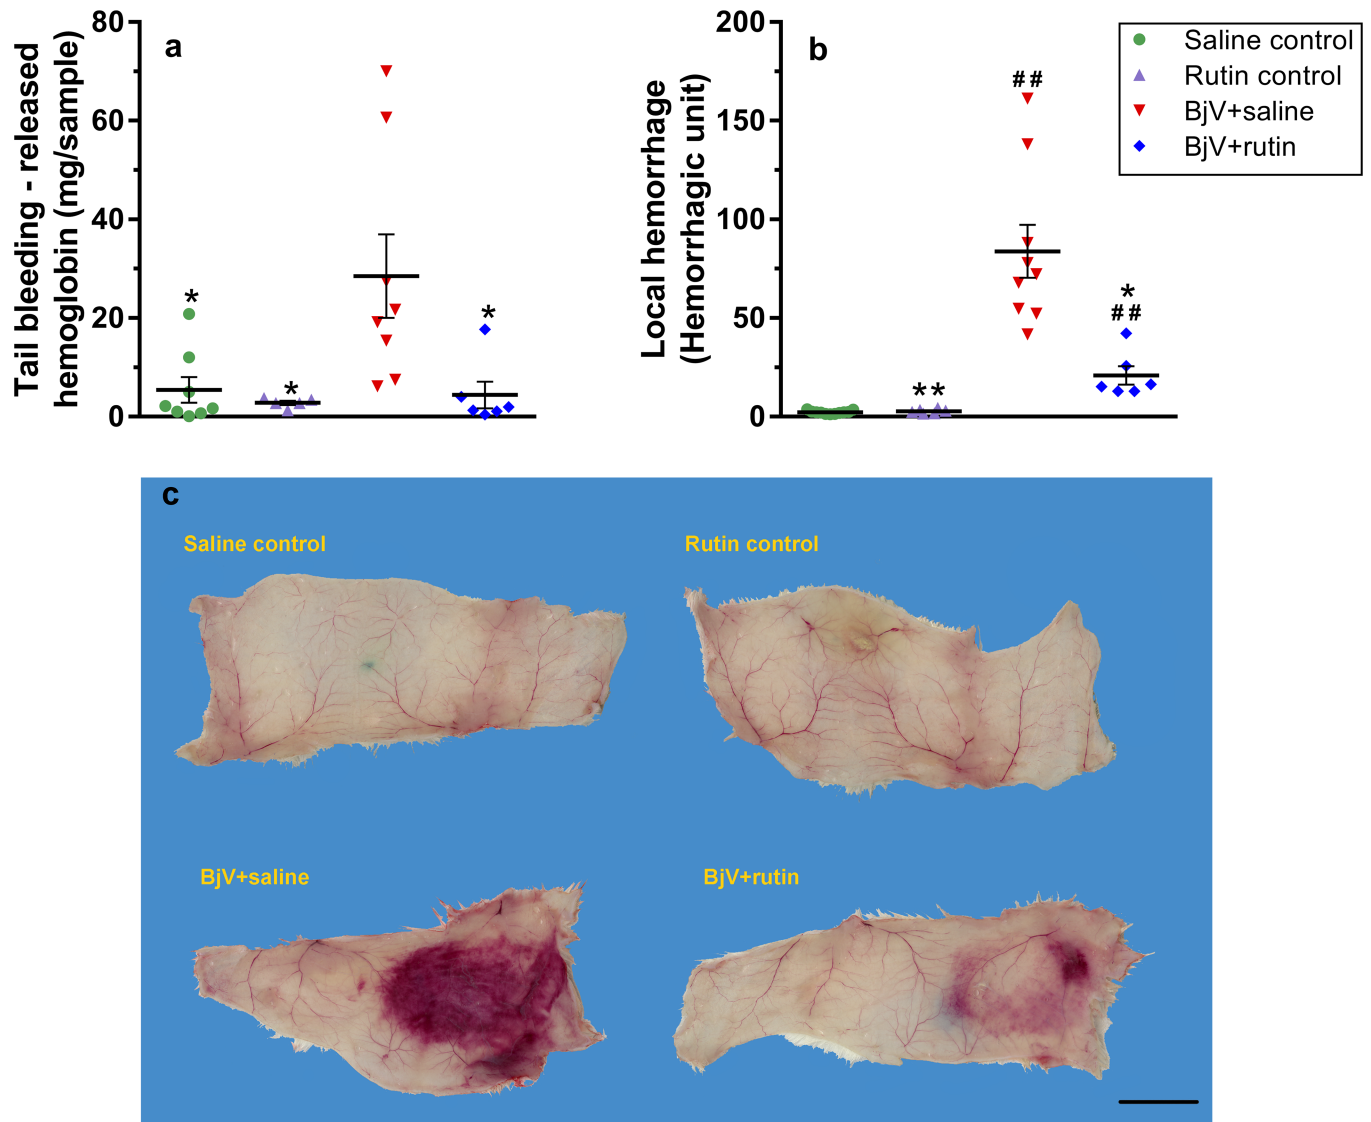 a
Tail bleeding - released
hemoglobin (mg/sample)
80
60
40
20
0
*
*
*
b
Local hemorrhage
(Hemorrhagic unit)
200
150
100
50
0
**
##
*
##
Saline control
Rutin control
BjV+saline
BjV+rutin
c
Saline control
Rutin control
BjV+saline
BjV+rutin